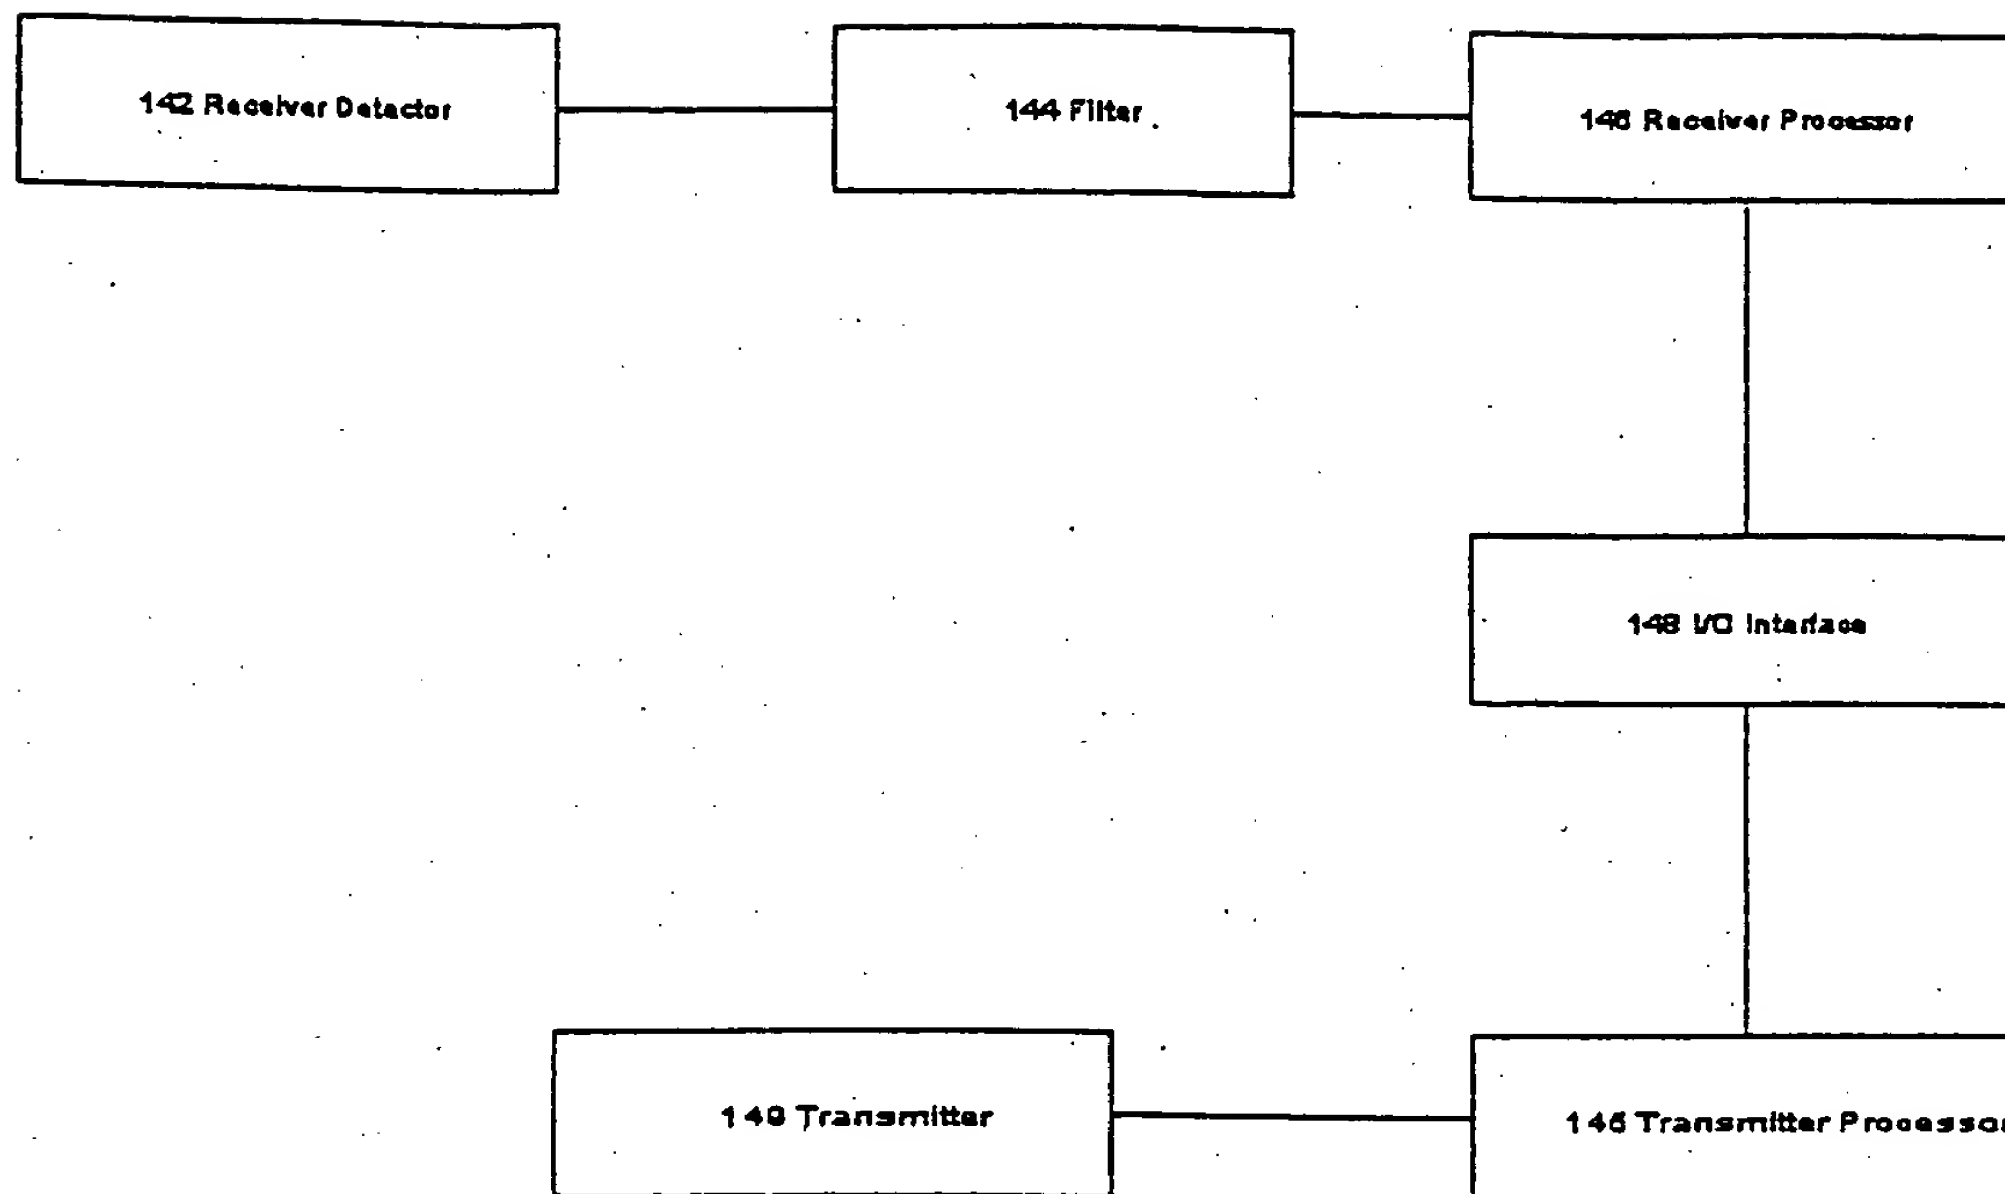 142 Receiver Detector
144 Filter
146 Receiver Processor
148 I/O Interface
149 Transmitter
146 Transmitter Processor